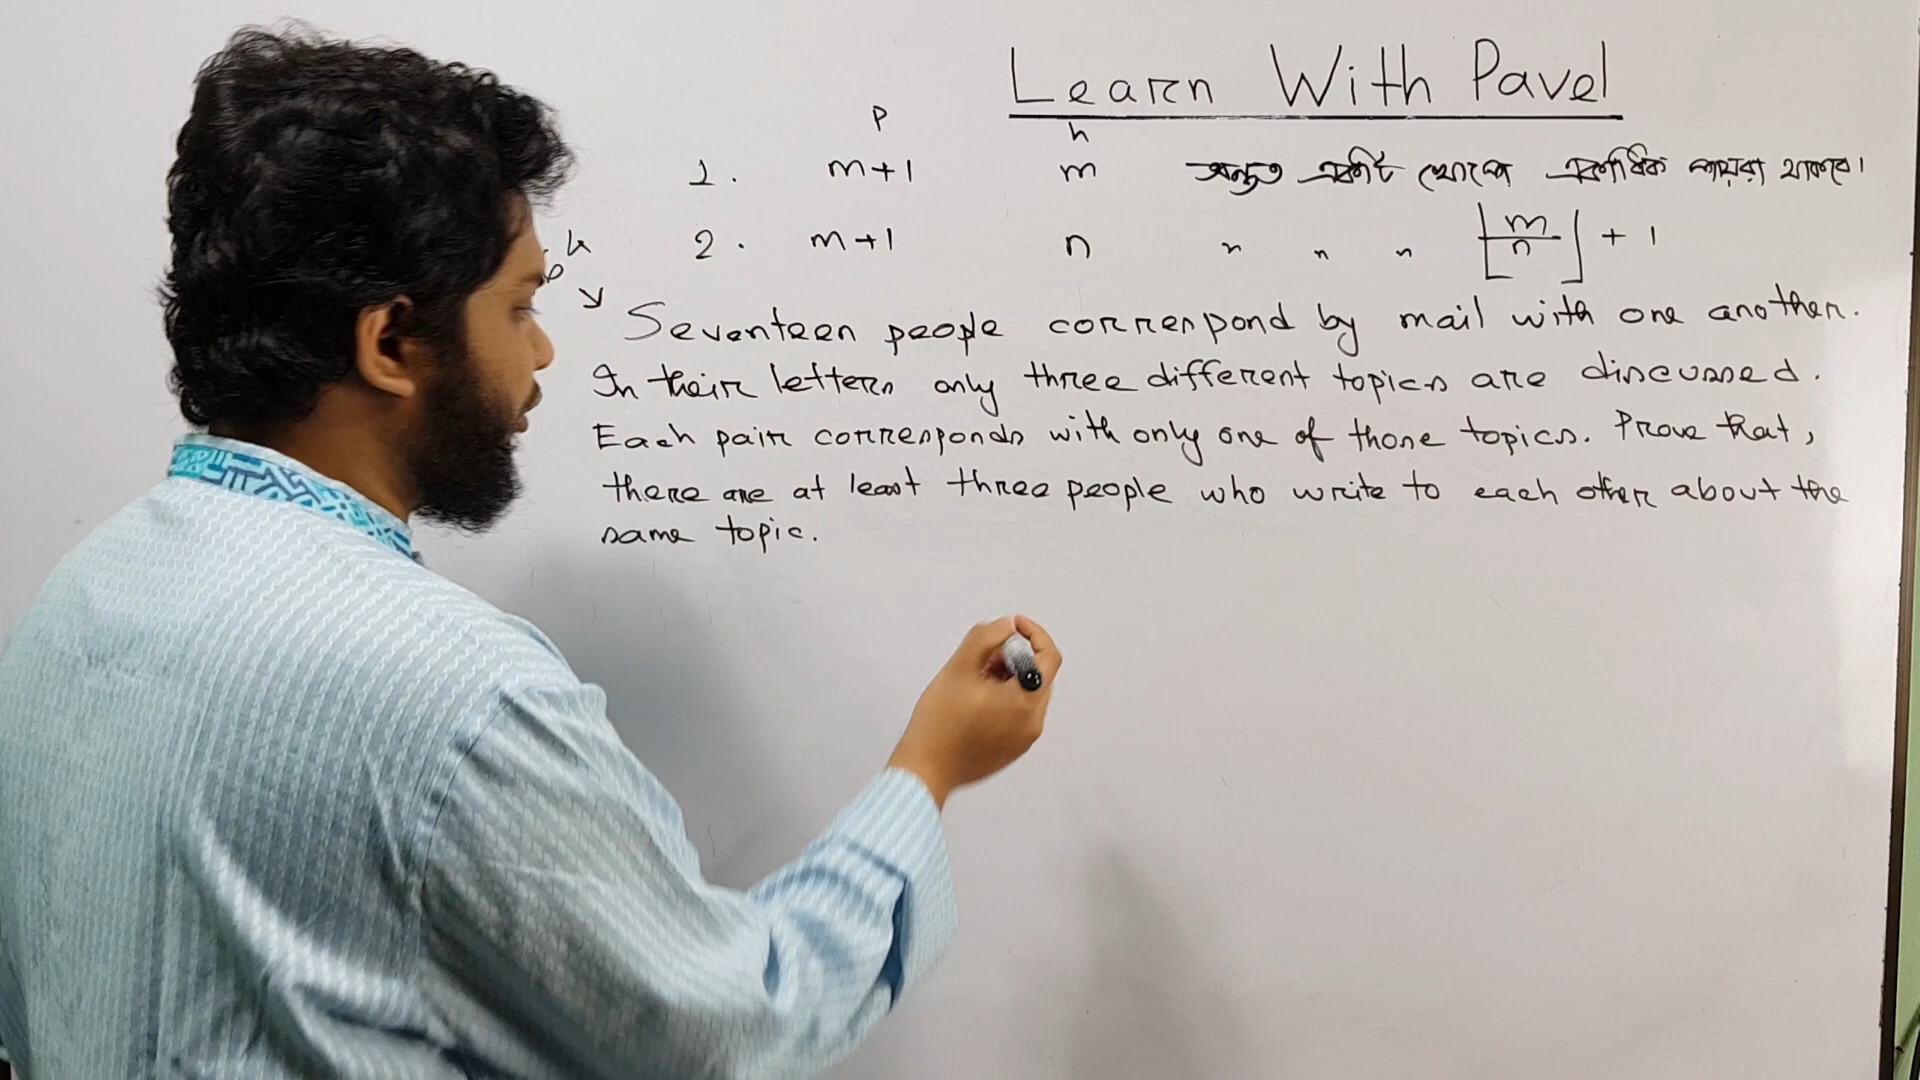 Learn With Pavel
P h
1. m+1 m অন্তত একটি খোপে একাধিক পায়রা থাকবে।
2. m+1 n " " " ⌊m/n⌋ + 1
Seventeen people correspond by mail with one another.
In their letters only three different topics are discussed.
Each pair corresponds with only one of those topics. Prove that,
there are at least three people who write to each other about the
same topic.